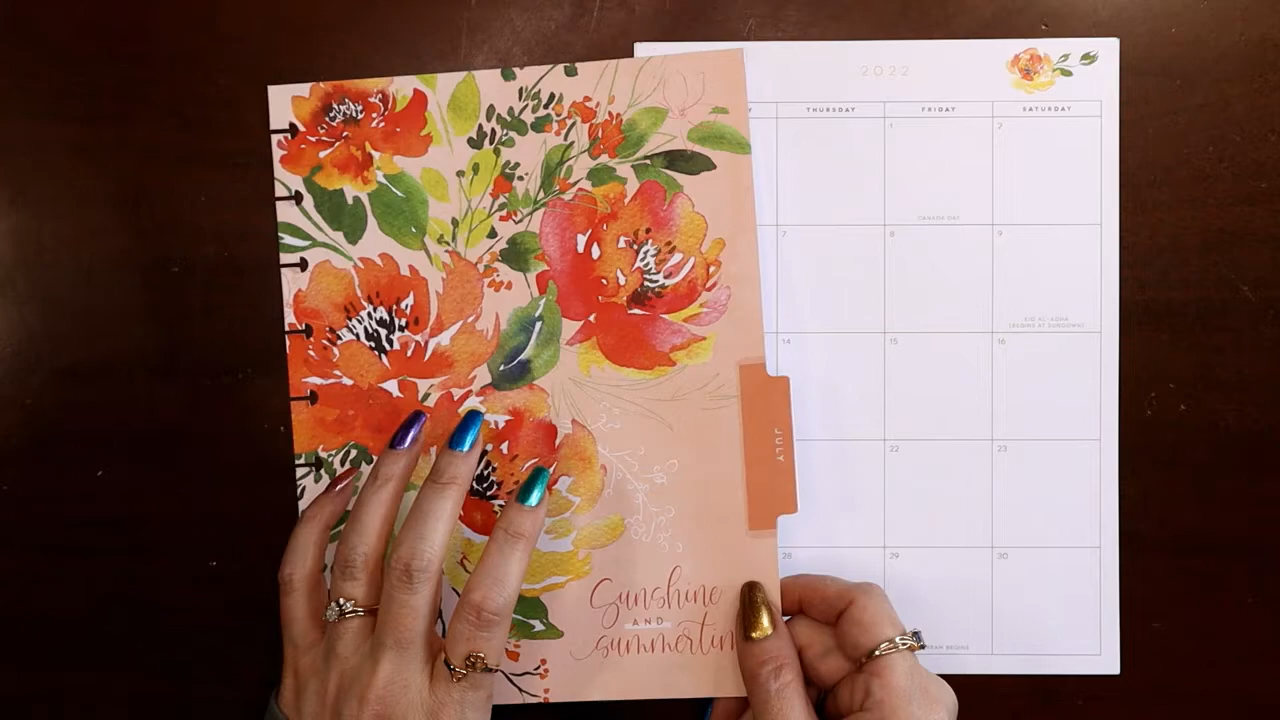 2022
THURSDAY FRIDAY SATURDAY
1 2
CANADA DAY
7 8 9
EID AL-ADHA
(BEGINS AT SUNDOWN)
14 15 16
JULY
22 23
28 29 30
Sunshine
AND
BEGINS